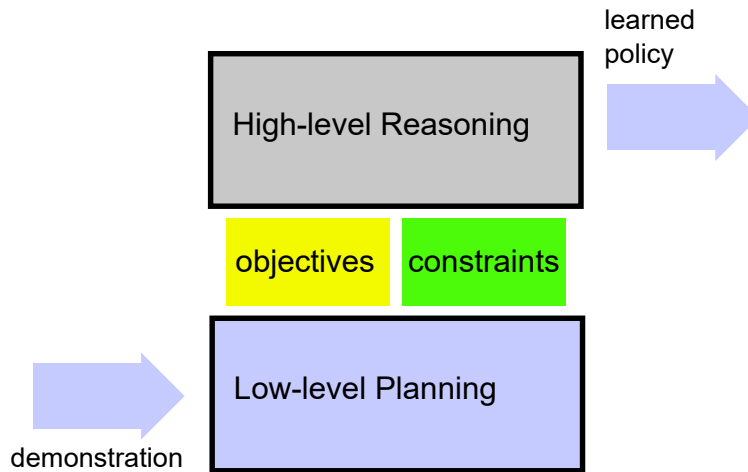 learned
policy
High-level Reasoning
objectives
constraints
Low-level Planning
demonstration